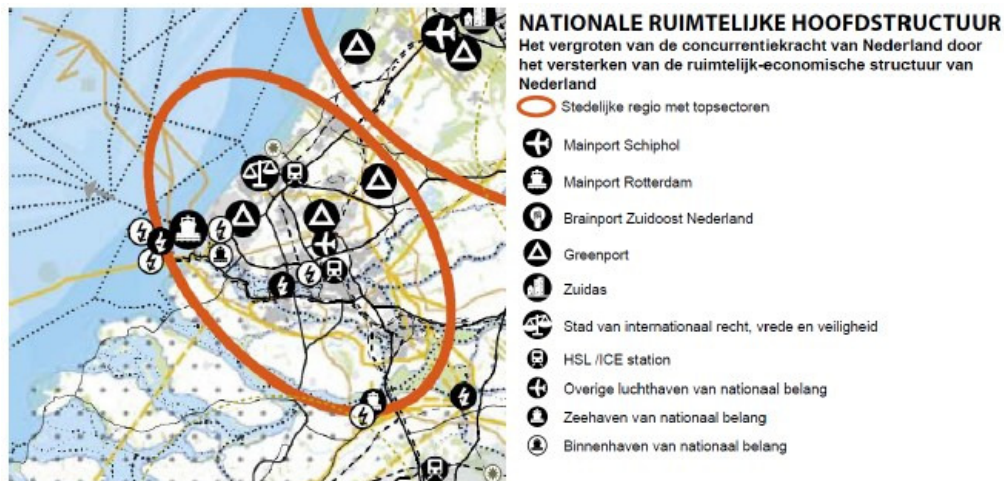 NATIONALE RUIMTELIJKE HOOFDSTRUCTUUR
Het vergroten van de concurrentiekracht van Nederland door
het versterken van de ruimtelijk-economische structuur van
Nederland
Stedelijke regio met topsectoren
Mainport Schiphol
Mainport Rotterdam
Brainport Zuidoost Nederland
Greenport
Zuidas
Stad van internationaal recht, vrede en veiligheid
HSL /ICE station
Overige luchthaven van nationaal belang
Zeehaven van nationaal belang
Binnenhaven van nationaal belang